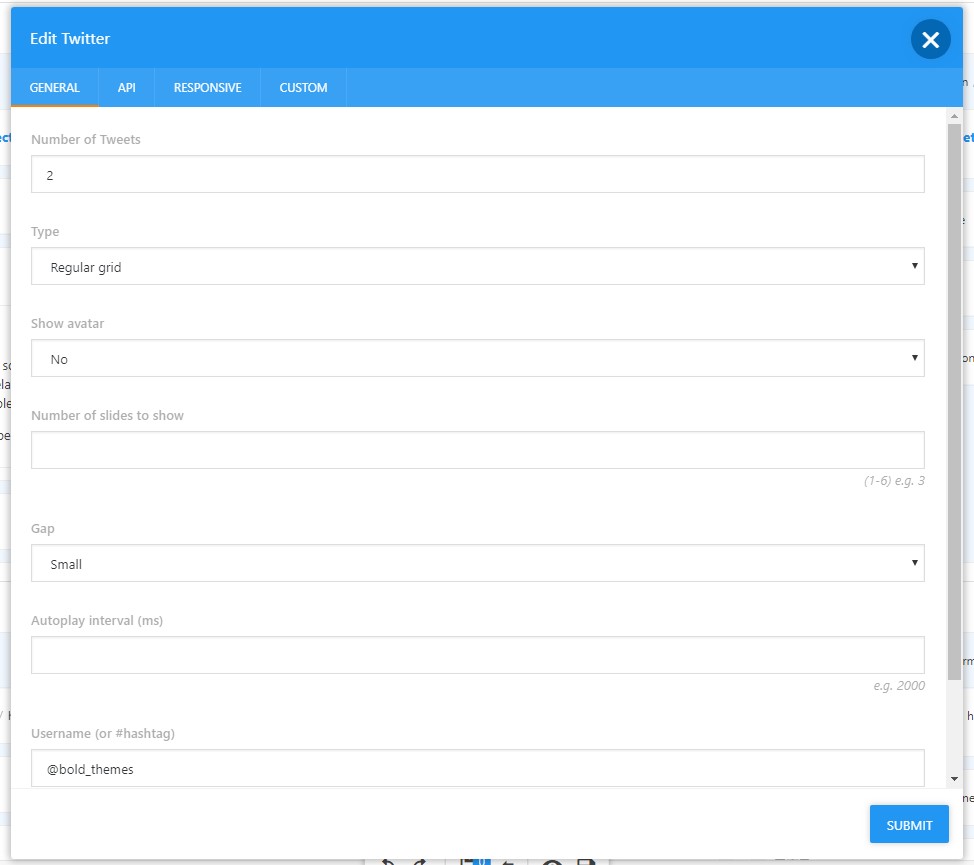 Edit Twitter
GENERAL API RESPONSIVE CUSTOM
Number of Tweets
2
Type
Regular grid
Show avatar
No
Number of slides to show
(1-6) e.g. 3
Gap
Small
Autoplay interval (ms)
e.g. 2000
Username (or #hashtag)
@bold_themes
SUBMIT